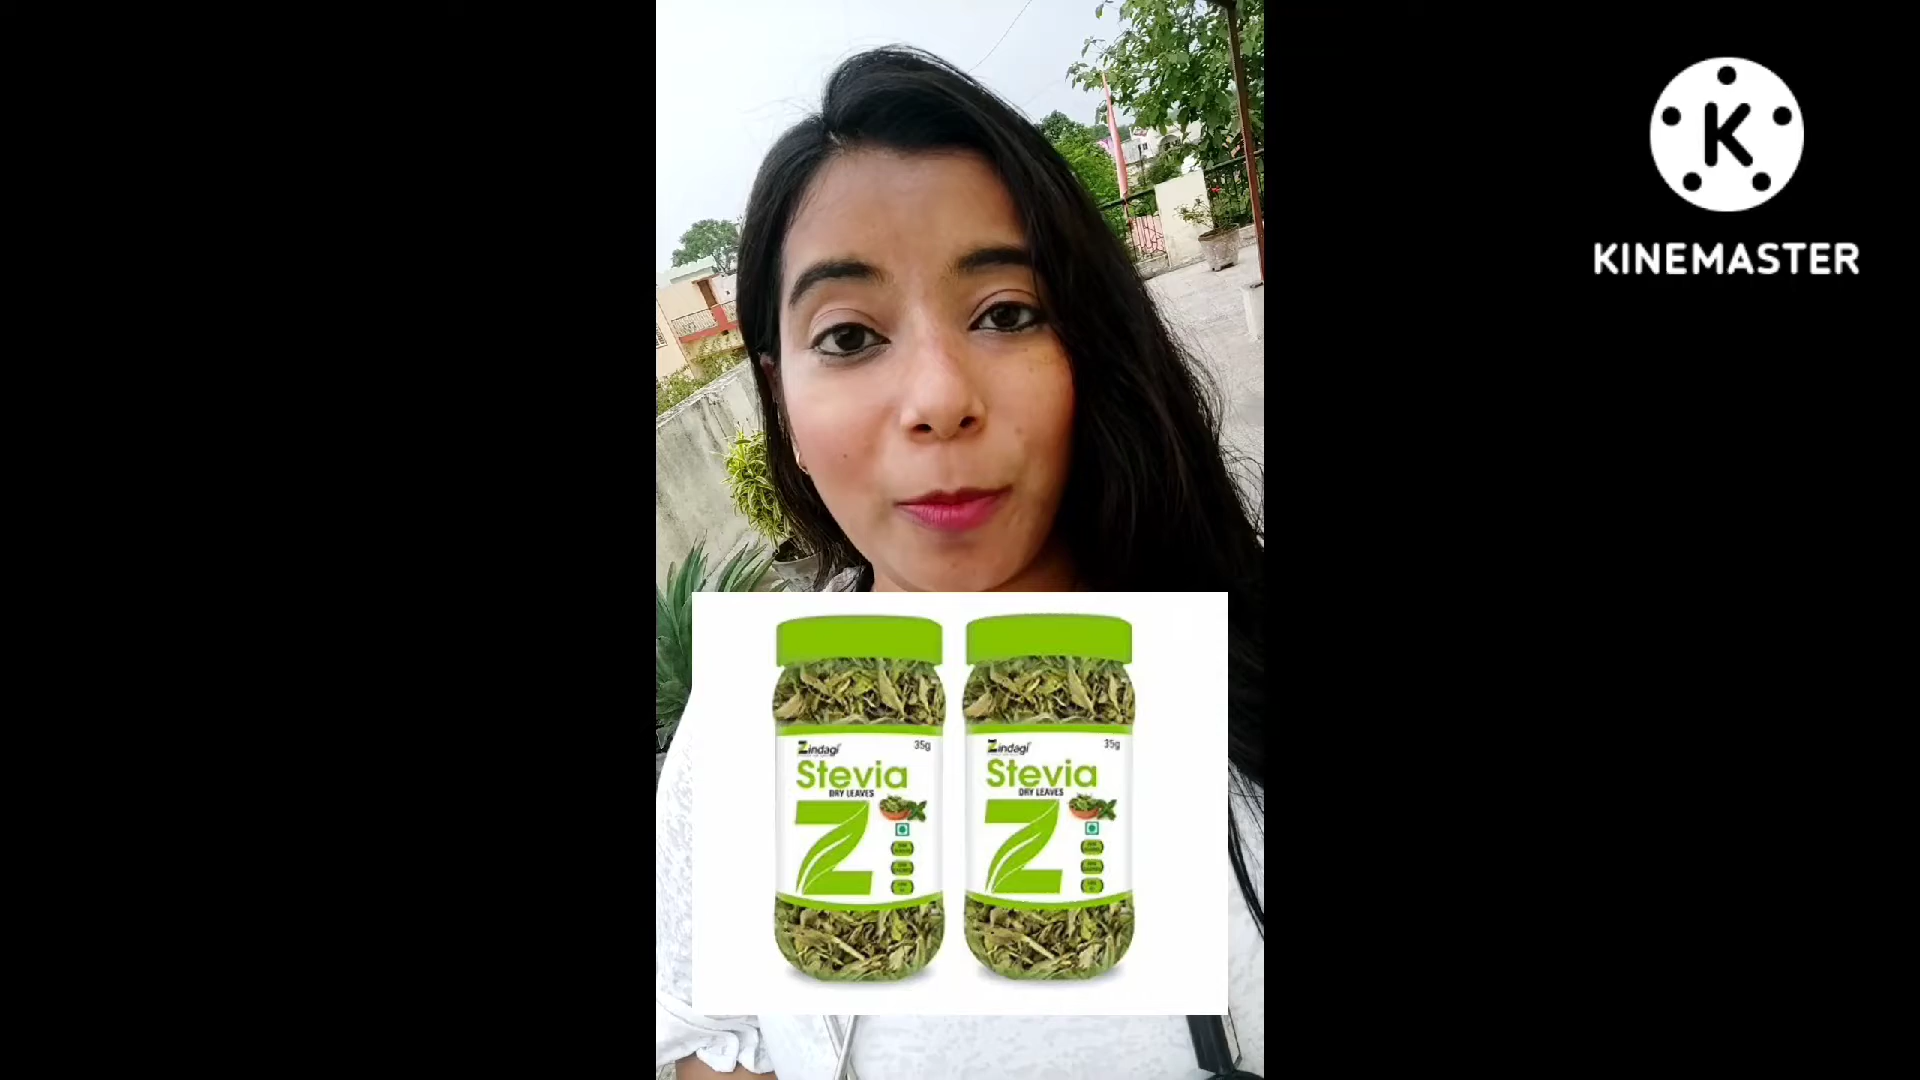 K
KINEMASTER
Zindagi
35g
Stevia
DRY LEAVES
Z
Zindagi
35g
Stevia
DRY LEAVES
Z